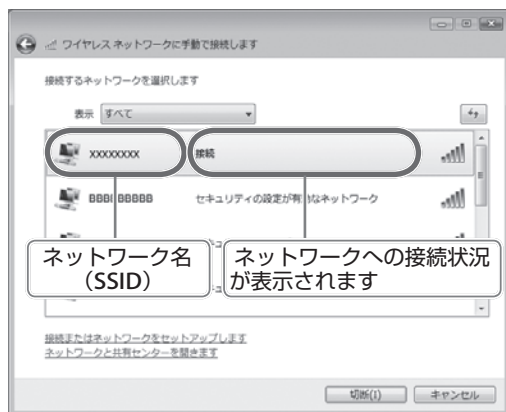 ワイヤレス ネットワークに手動で接続します
接続するネットワークを選択します
表示 すべて
XXXXXXXX 接続
BBBBBBBBBB セキュリティの設定が有効なネットワーク
ネットワーク名
（SSID）
ネットワークへの接続状況
が表示されます
接続またはネットワークをセットアップします
ネットワークと共有センターを開きます
切断(I) キャンセル